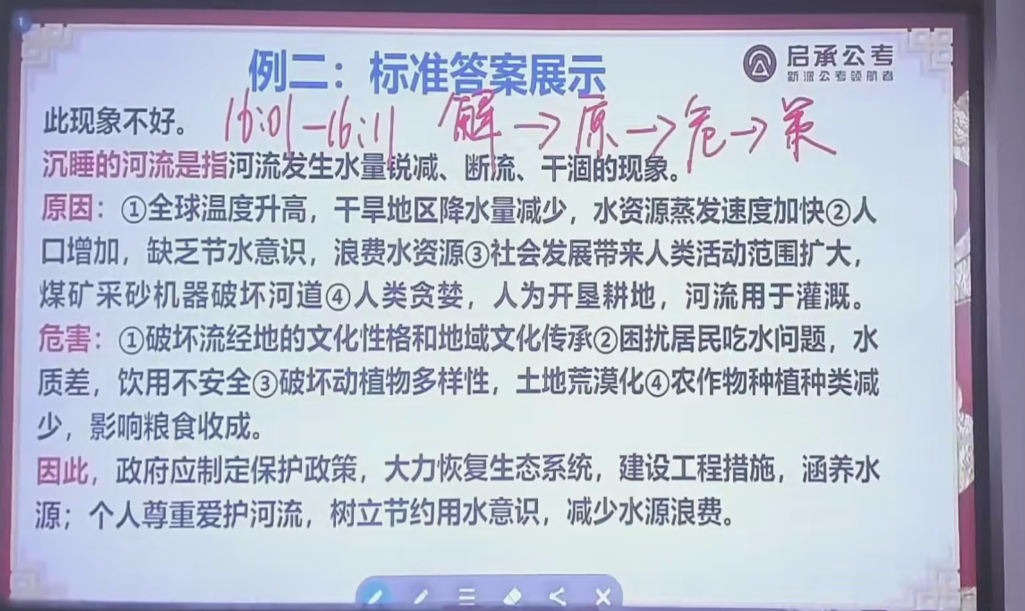 例二：标准答案展示
启承公考
新派公考领航者
此现象不好。
16:01-16:11 解→原→危→策
沉睡的河流是指河流发生水量锐减、断流、干涸的现象。
原因：①全球温度升高，干旱地区降水量减少，水资源蒸发速度加快②人
口增加，缺乏节水意识，浪费水资源③社会发展带来人类活动范围扩大，
煤矿采砂机器破坏河道④人类贪婪，人为开垦耕地，河流用于灌溉。
危害：①破坏流经地的文化性格和地域文化传承②困扰居民吃水问题，水
质差，饮用不安全③破坏动植物多样性，土地荒漠化④农作物种植种类减
少，影响粮食收成。
因此，政府应制定保护政策，大力恢复生态系统，建设工程措施，涵养水
源；个人尊重爱护河流，树立节约用水意识，减少水源浪费。